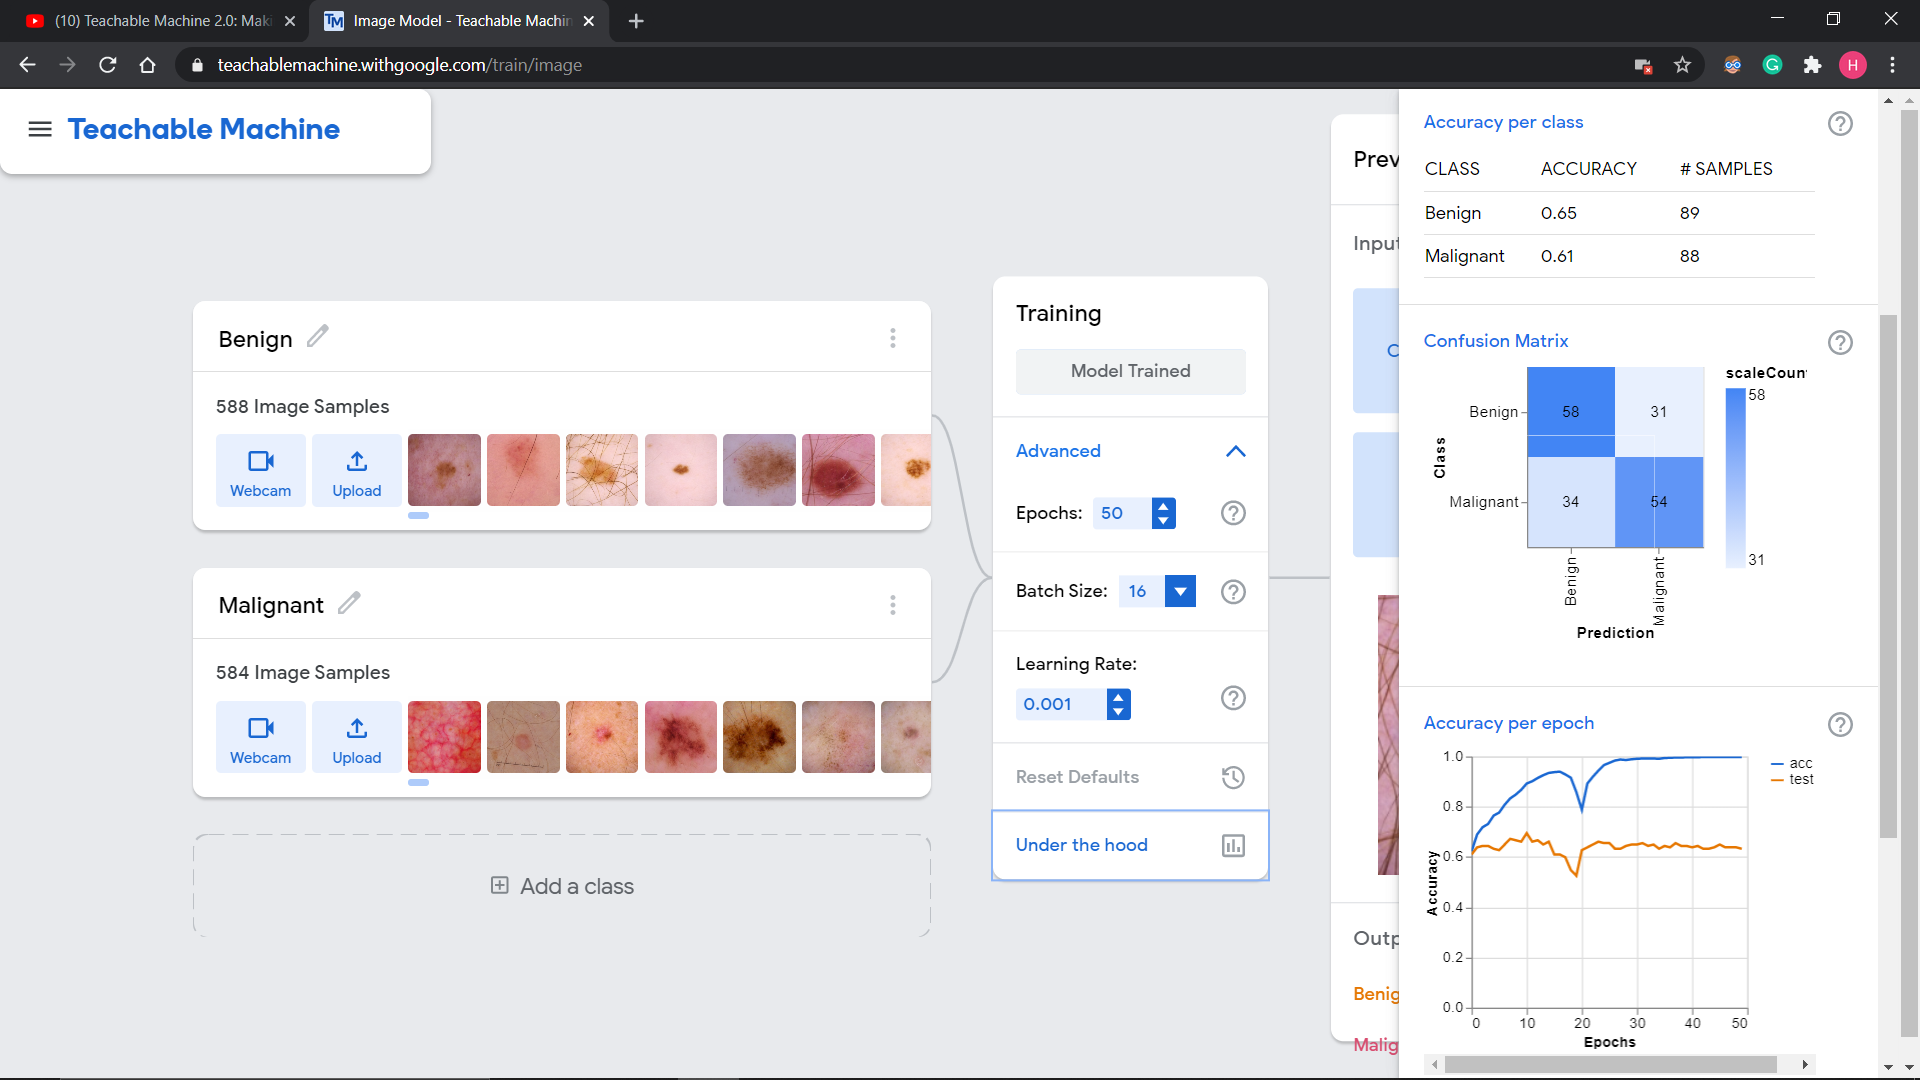 (10) Teachable Machine 2.0: Maki
Image Model - Teachable Machin
teachablemachine.withgoogle.com/train/image
H
Teachable Machine
Benign
588 Image Samples
Webcam
Upload
Malignant
584 Image Samples
Webcam
Upload
Add a class
Training
Model Trained
Advanced
Epochs: 50
Batch Size: 16
Learning Rate:
0.001
Reset Defaults
Under the hood
Prev
Input
C
Outp
Benig
Malig
Accuracy per class
CLASS ACCURACY # SAMPLES
Benign 0.65 89
Malignant 0.61 88
Confusion Matrix
scaleCoun
58
31
Class
Benign 58 31
Malignant 34 54
Benign Malignant
Prediction
Accuracy per epoch
acc
test
Accuracy
1.0
0.8
0.6
0.4
0.2
0.0
0 10 20 30 40 50
Epochs